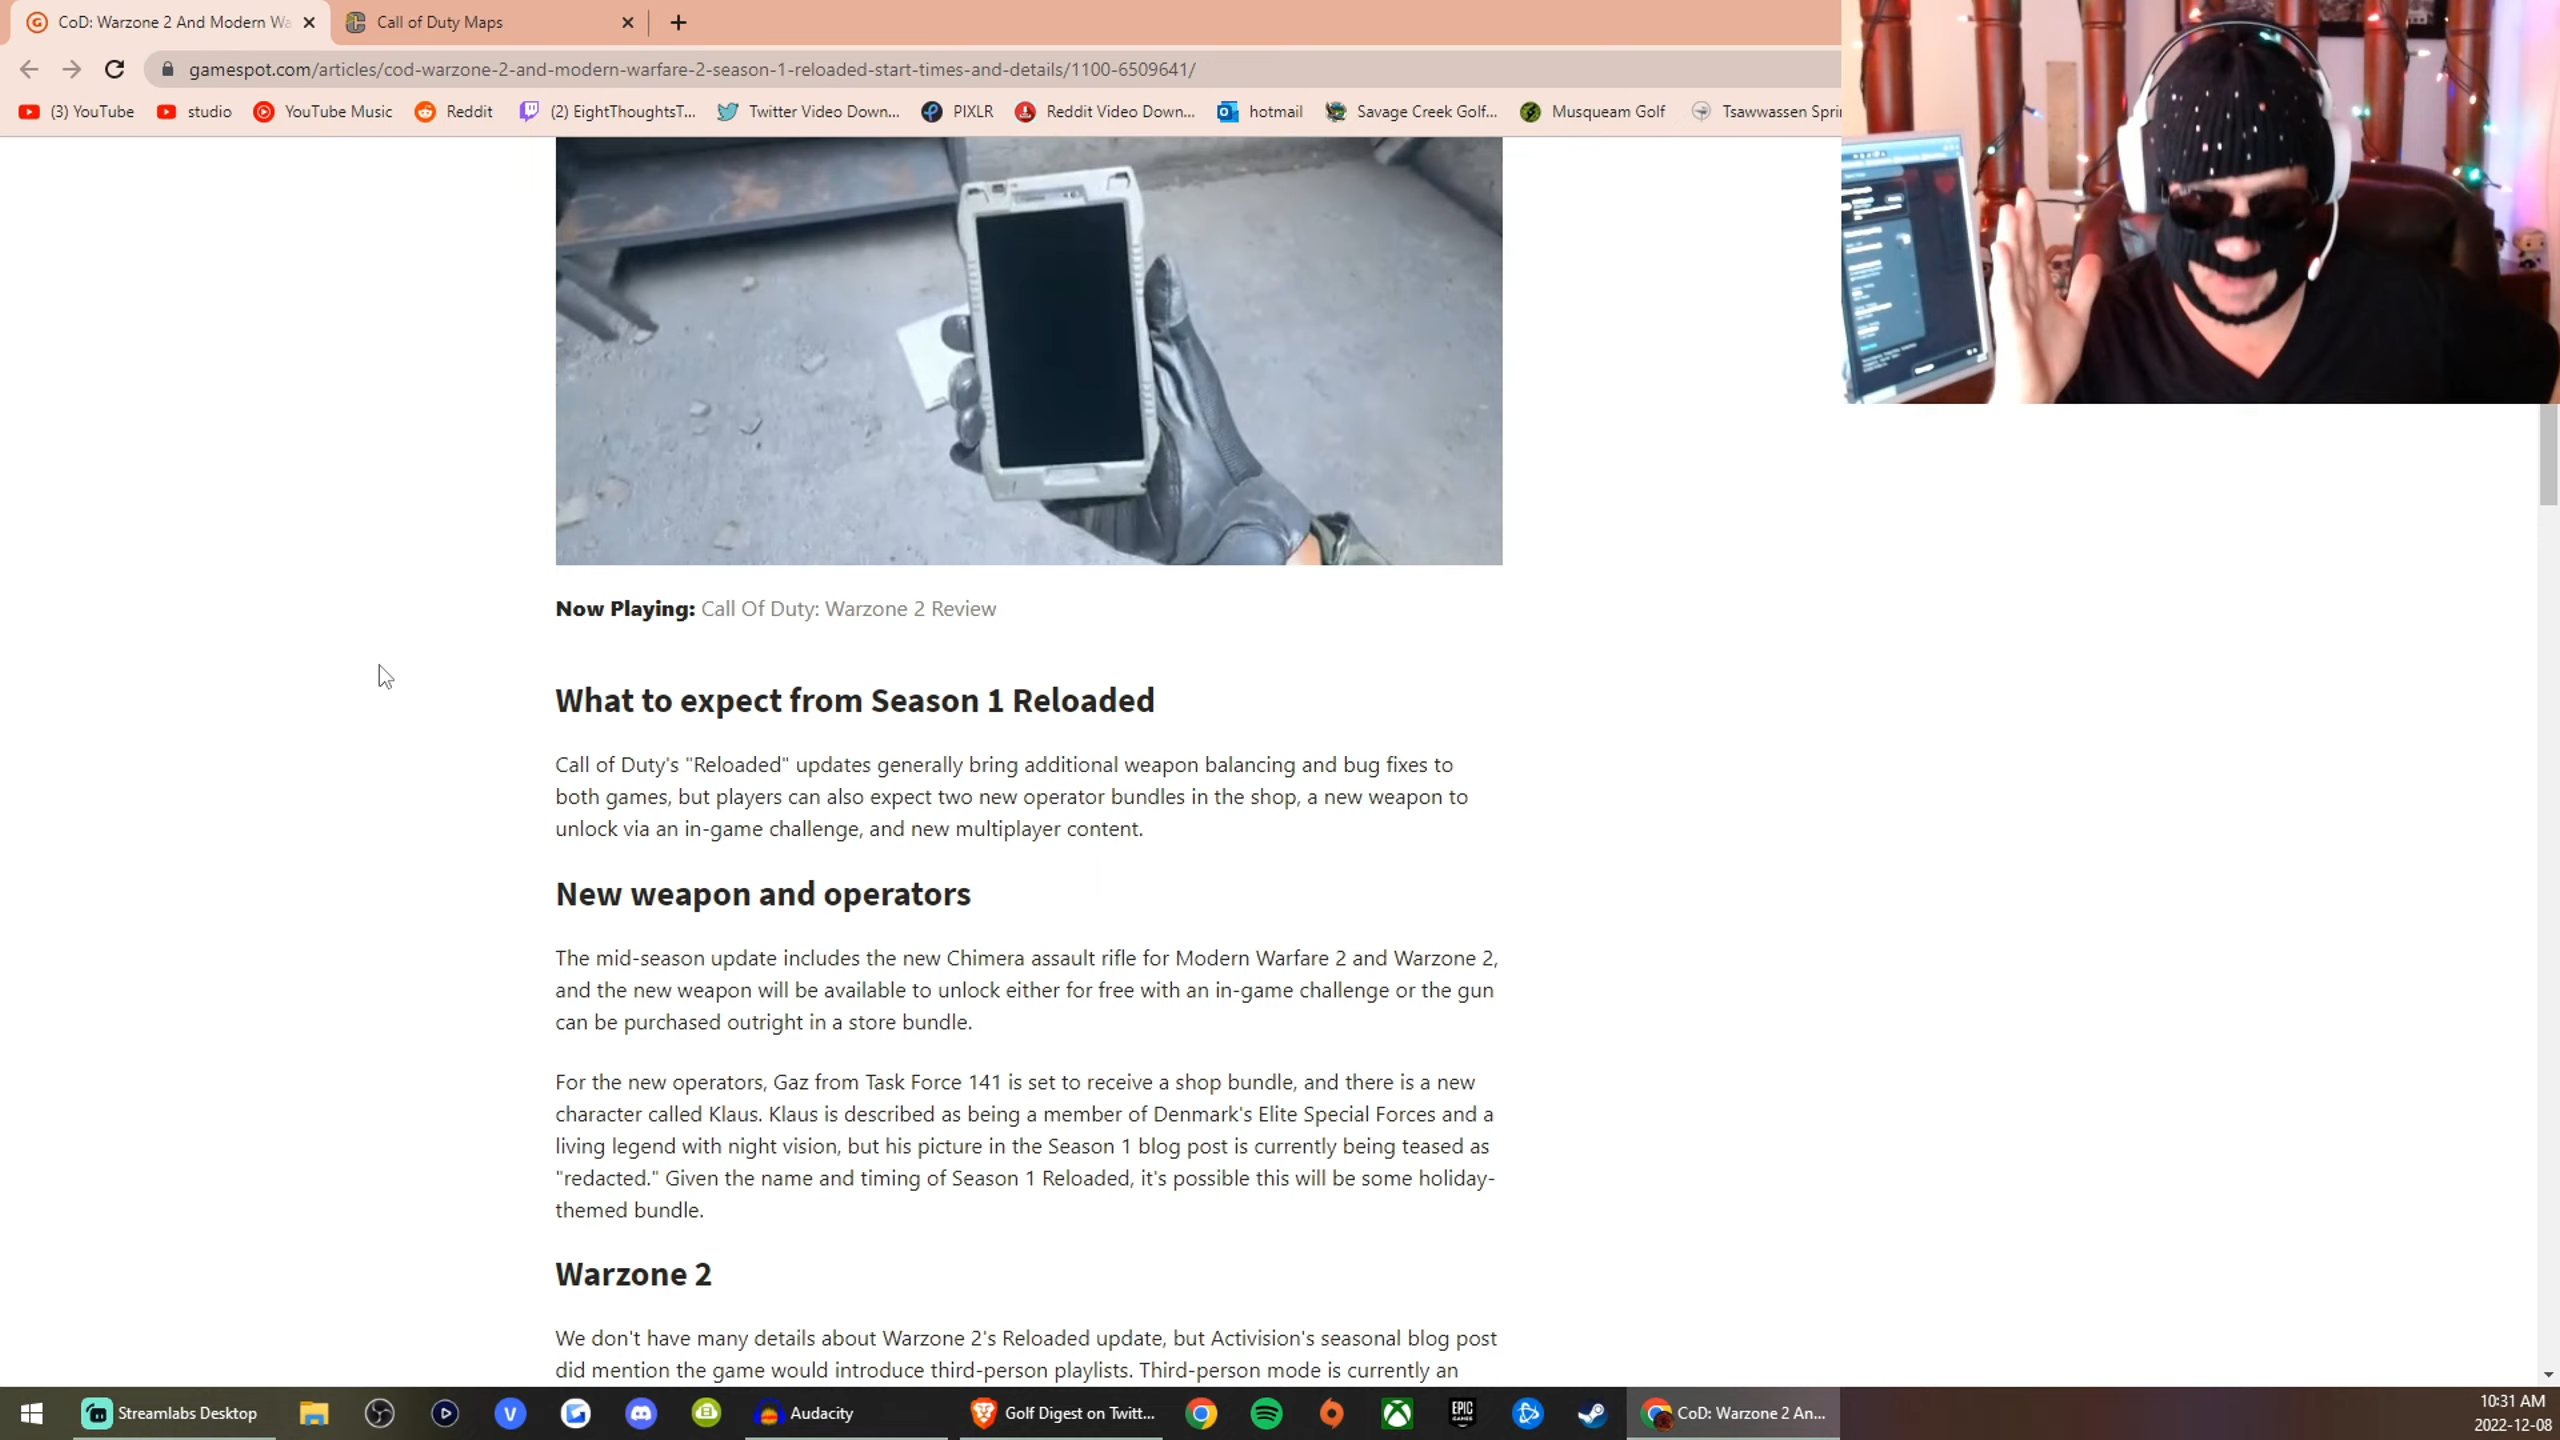 CoD: Warzone 2 And Modern Wa
Call of Duty Maps
gamespot.com/articles/cod-warzone-2-and-modern-warfare-2-season-1-reloaded-start-times-and-details/1100-6509641/
(3) YouTube studio YouTube Music Reddit (2) EightThoughtsT... Twitter Video Down... PIXLR Reddit Video Down... hotmail Savage Creek Golf... Musqueam Golf Tsawwassen Sprin
Now Playing: Call Of Duty: Warzone 2 Review
What to expect from Season 1 Reloaded
Call of Duty's "Reloaded" updates generally bring additional weapon balancing and bug fixes to
both games, but players can also expect two new operator bundles in the shop, a new weapon to
unlock via an in-game challenge, and new multiplayer content.
New weapon and operators
The mid-season update includes the new Chimera assault rifle for Modern Warfare 2 and Warzone 2,
and the new weapon will be available to unlock either for free with an in-game challenge or the gun
can be purchased outright in a store bundle.
For the new operators, Gaz from Task Force 141 is set to receive a shop bundle, and there is a new
character called Klaus. Klaus is described as being a member of Denmark's Elite Special Forces and a
living legend with night vision, but his picture in the Season 1 blog post is currently being teased as
"redacted." Given the name and timing of Season 1 Reloaded, it's possible this will be some holiday-
themed bundle.
Warzone 2
We don't have many details about Warzone 2's Reloaded update, but Activision's seasonal blog post
did mention the game would introduce third-person playlists. Third-person mode is currently an
Streamlabs Desktop Audacity Golf Digest on Twitt... EPIC GAMES CoD: Warzone 2 An... 10:31 AM
2022-12-08